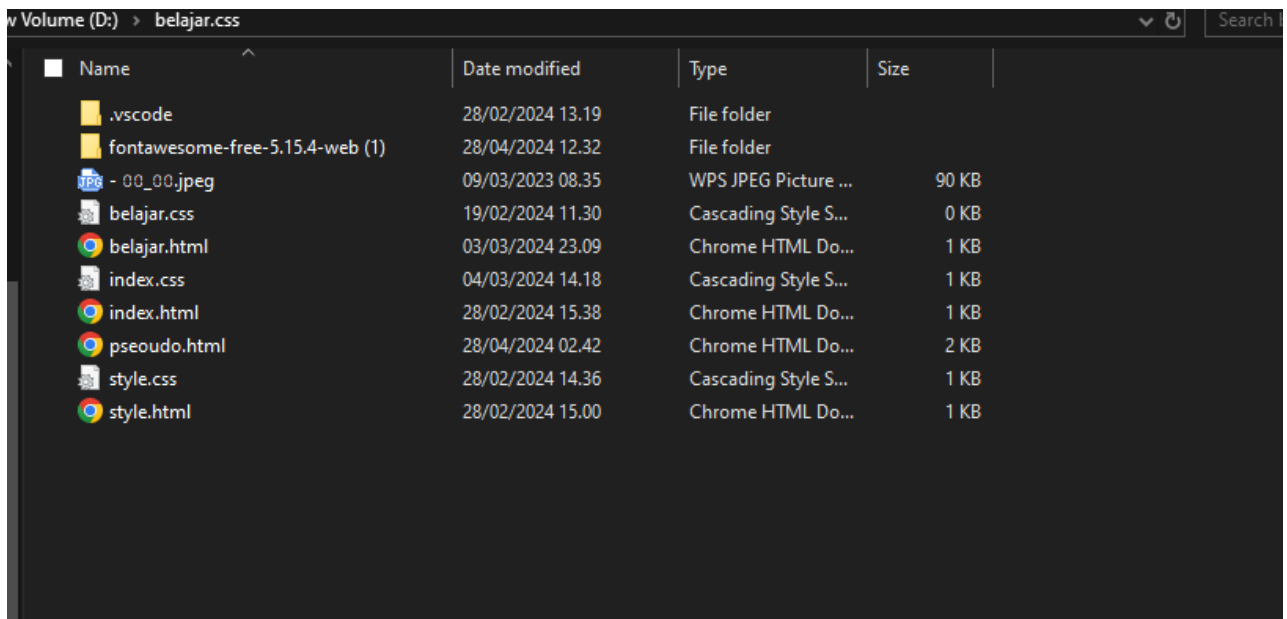 w Volume (D:) > belajar.css Search
Name Date modified Type Size
.vscode 28/02/2024 13.19 File folder
fontawesome-free-5.15.4-web (1) 28/04/2024 12.32 File folder
- 00_00.jpeg 09/03/2023 08.35 WPS JPEG Picture ... 90 KB
belajar.css 19/02/2024 11.30 Cascading Style S... 0 KB
belajar.html 03/03/2024 23.09 Chrome HTML Do... 1 KB
index.css 04/03/2024 14.18 Cascading Style S... 1 KB
index.html 28/02/2024 15.38 Chrome HTML Do... 1 KB
pseoudo.html 28/04/2024 02.42 Chrome HTML Do... 2 KB
style.css 28/02/2024 14.36 Cascading Style S... 1 KB
style.html 28/02/2024 15.00 Chrome HTML Do... 1 KB